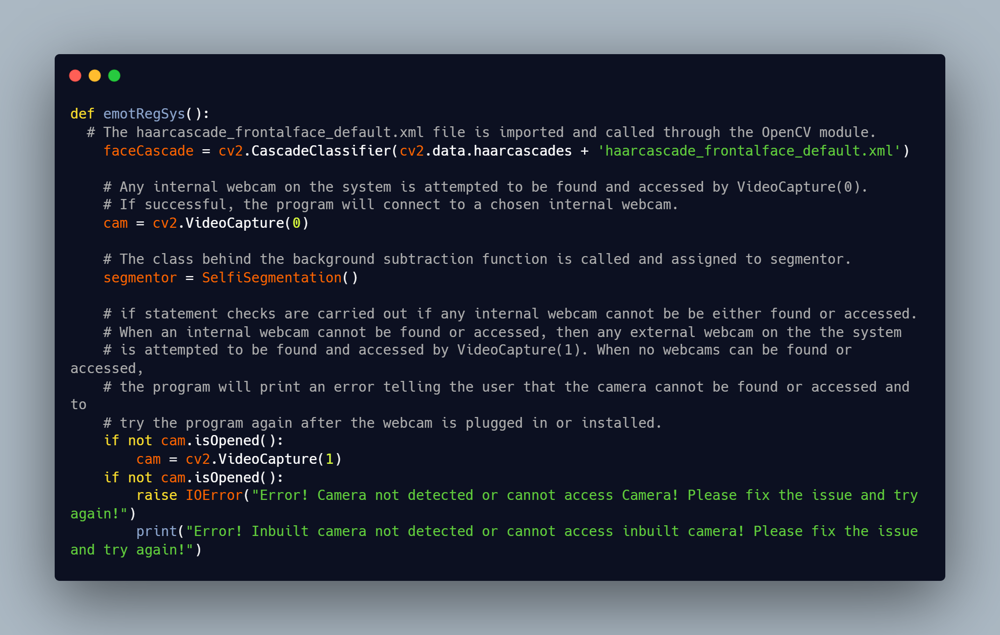 def emotRegSys():
  # The haarcascade_frontalface_default.xml file is imported and called through the OpenCV module.
    faceCascade = cv2.CascadeClassifier(cv2.data.haarcascades + 'haarcascade_frontalface_default.xml')

    # Any internal webcam on the system is attempted to be found and accessed by VideoCapture(0).
    # If successful, the program will connect to a chosen internal webcam.
    cam = cv2.VideoCapture(0)

    # The class behind the background subtraction function is called and assigned to segmentor.
    segmentor = SelfiSegmentation()

    # if statement checks are carried out if any internal webcam cannot be be either found or accessed.
    # When an internal webcam cannot be found or accessed, then any external webcam on the the system
    # is attempted to be found and accessed by VideoCapture(1). When no webcams can be found or
accessed,
    # the program will print an error telling the user that the camera cannot be found or accessed and
to
    # try the program again after the webcam is plugged in or installed.
    if not cam.isOpened():
        cam = cv2.VideoCapture(1)
    if not cam.isOpened():
        raise IOError("Error! Camera not detected or cannot access Camera! Please fix the issue and try
again!")
        print("Error! Inbuilt camera not detected or cannot access inbuilt camera! Please fix the issue
and try again!")